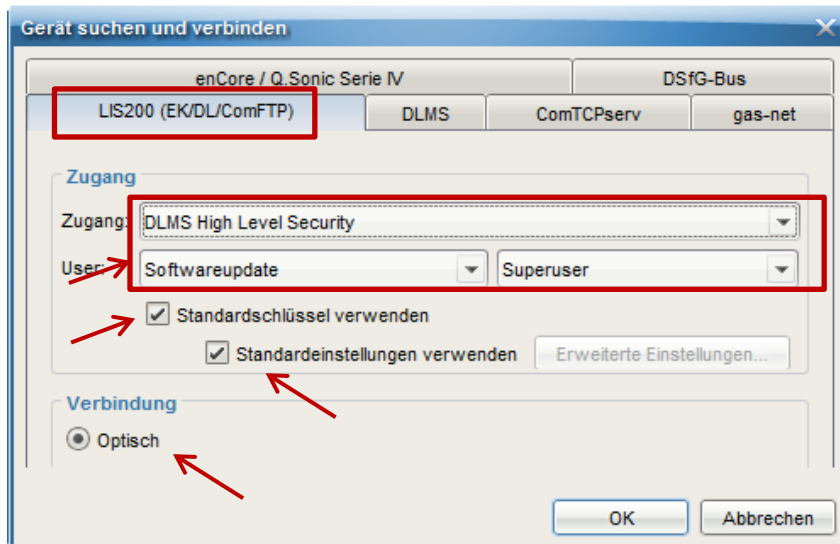 Gerät suchen und verbinden
enCore / Q.Sonic Serie IV DSfG-Bus
LIS200 (EK/DL/ComFTP) DLMS ComTCPserv gas-net
Zugang
Zugang: DLMS High Level Security
User: Softwareupdate Superuser
Standardschlüssel verwenden
Standardeinstellungen verwenden Erweiterte Einstellungen...
Verbindung
Optisch
OK Abbrechen